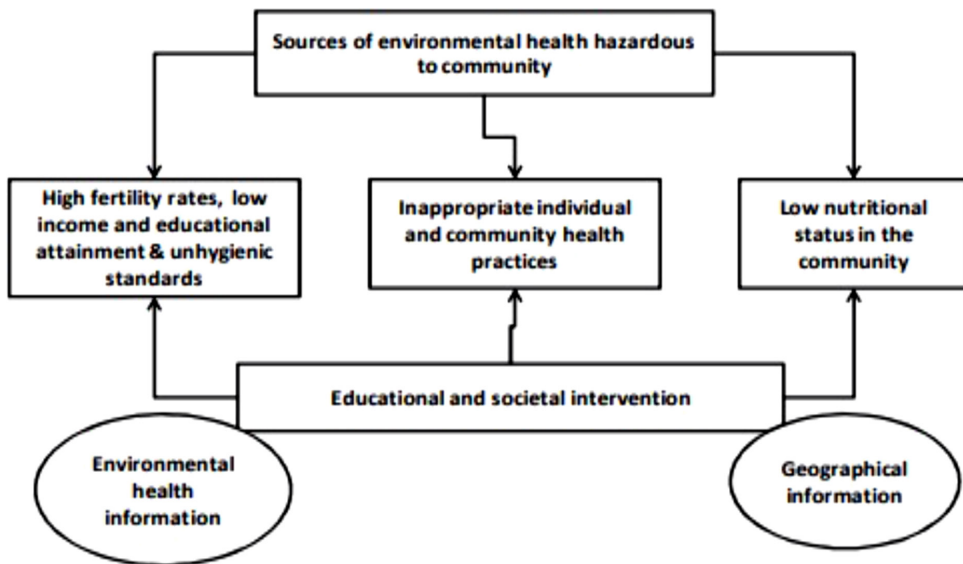 Sources of environmental health hazardous
to community
High fertility rates, low
income and educational
attainment & unhygienic
standards
Inappropriate individual
and community health
practices
Low nutritional
status in the
community
Educational and societal intervention
Environmental
health
information
Geographical
information